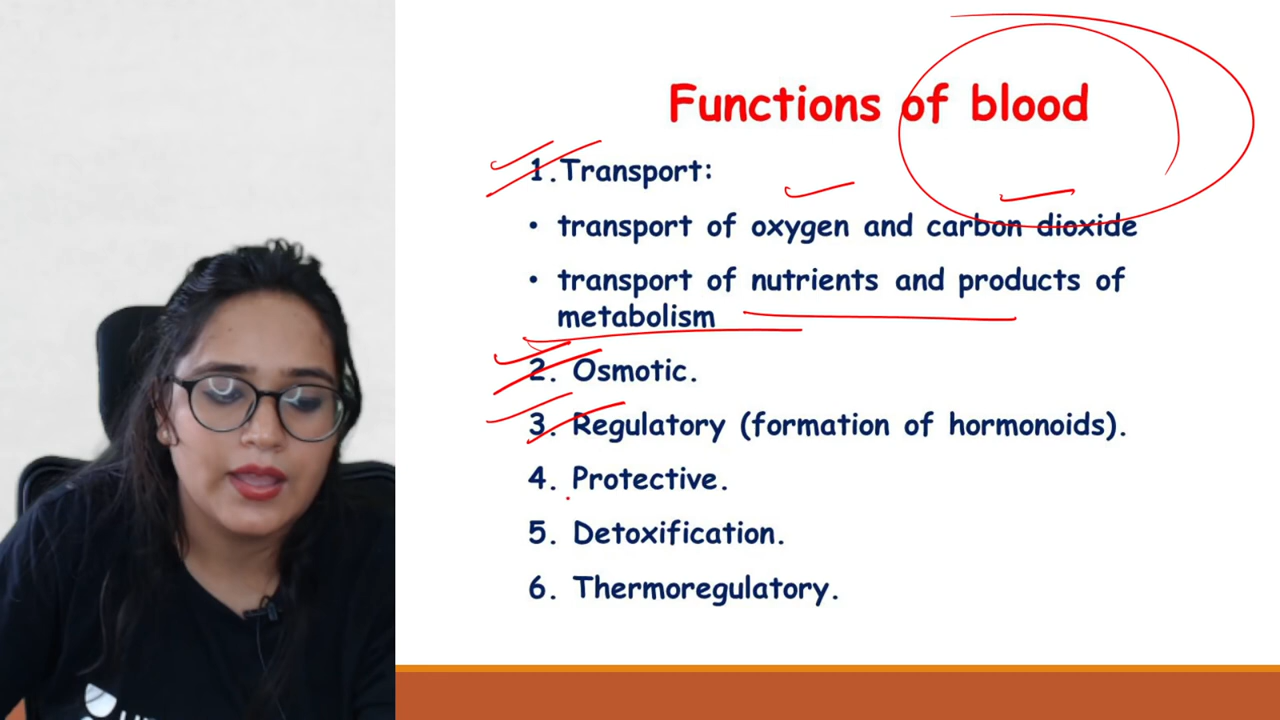 Functions of blood
1.Transport:
• transport of oxygen and carbon dioxide
• transport of nutrients and products of
metabolism
2. Osmotic.
3. Regulatory (formation of hormonoids).
4. Protective.
5. Detoxification.
6. Thermoregulatory.